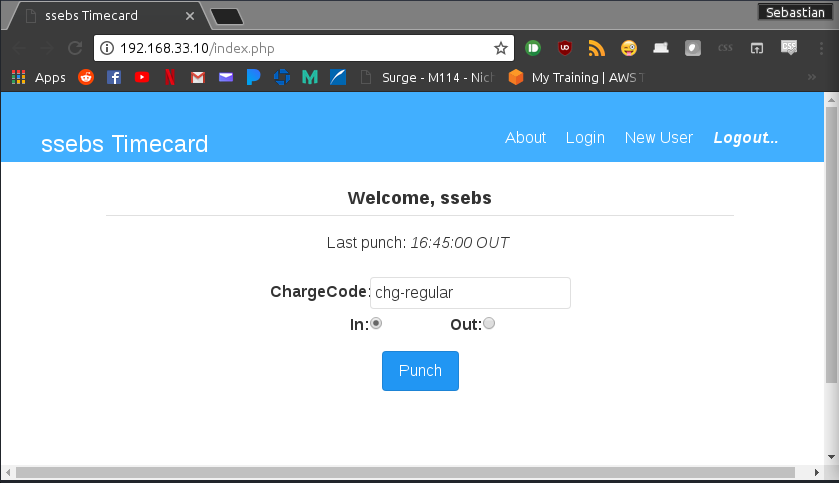 ssebs Timecard
Sebastian
192.168.33.10/index.php
Apps
Surge - M114 - Nich
My Training | AWS T
ssebs Timecard
About Login New User Logout...
Welcome, ssebs
Last punch: 16:45:00 OUT
ChargeCode: chg-regular
In: Out:
Punch